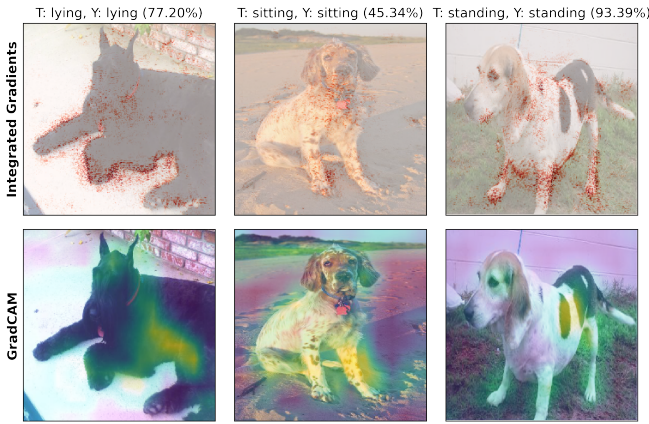 T: lying, Y: lying (77.20%)
T: sitting, Y: sitting (45.34%)
T: standing, Y: standing (93.39%)
Integrated Gradients
GradCAM